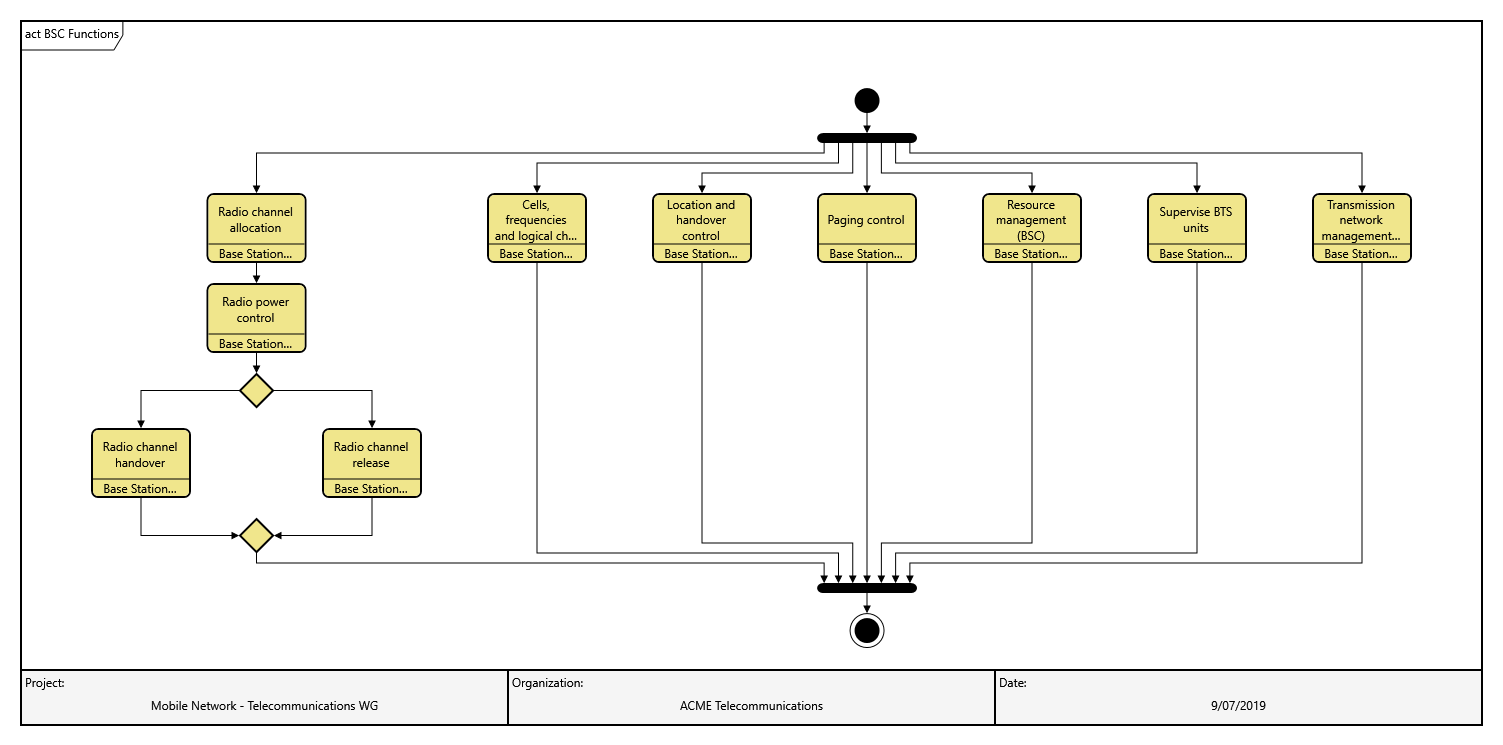 act BSC Functions
Radio channel
allocation
Base Station...
Cells,
frequencies
and logical ch...
Base Station...
Location and
handover
control
Base Station...
Paging control
Base Station...
Resource
management
(BSC)
Base Station...
Supervise BTS
units
Base Station...
Transmission
network
management...
Base Station...
Radio power
control
Base Station...
Radio channel
handover
Base Station...
Radio channel
release
Base Station...
Project:
Mobile Network - Telecommunications WG
Organization:
ACME Telecommunications
Date:
9/07/2019